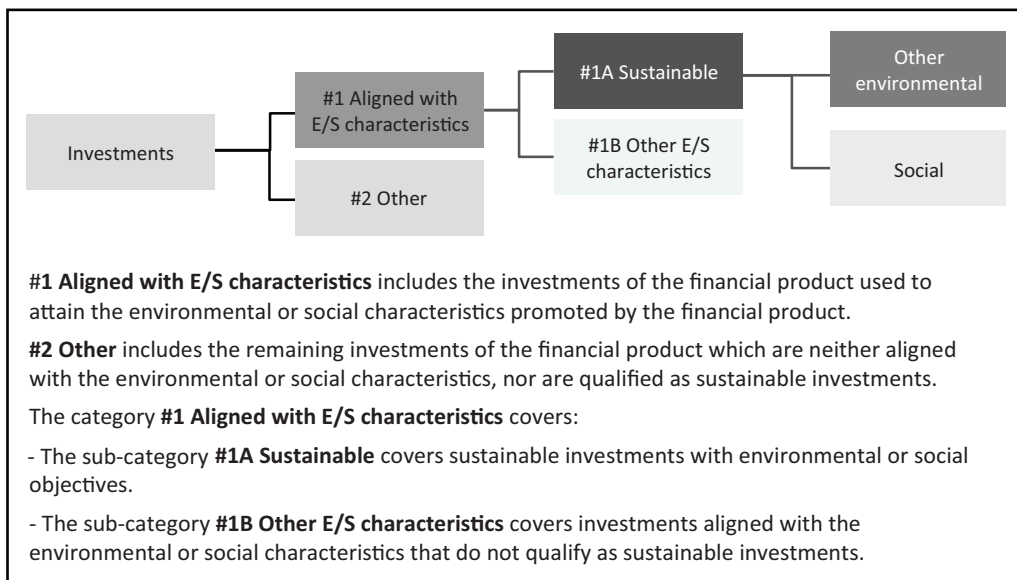 Investments
#1 Aligned with
E/S characteristics
#2 Other
#1A Sustainable
#1B Other E/S
characteristics
Other
environmental
Social
#1 Aligned with E/S characteristics includes the investments of the financial product used to
attain the environmental or social characteristics promoted by the financial product.
#2 Other includes the remaining investments of the financial product which are neither aligned
with the environmental or social characteristics, nor are qualified as sustainable investments.
The category #1 Aligned with E/S characteristics covers:
- The sub-category #1A Sustainable covers sustainable investments with environmental or social
objectives.
- The sub-category #1B Other E/S characteristics covers investments aligned with the
environmental or social characteristics that do not qualify as sustainable investments.